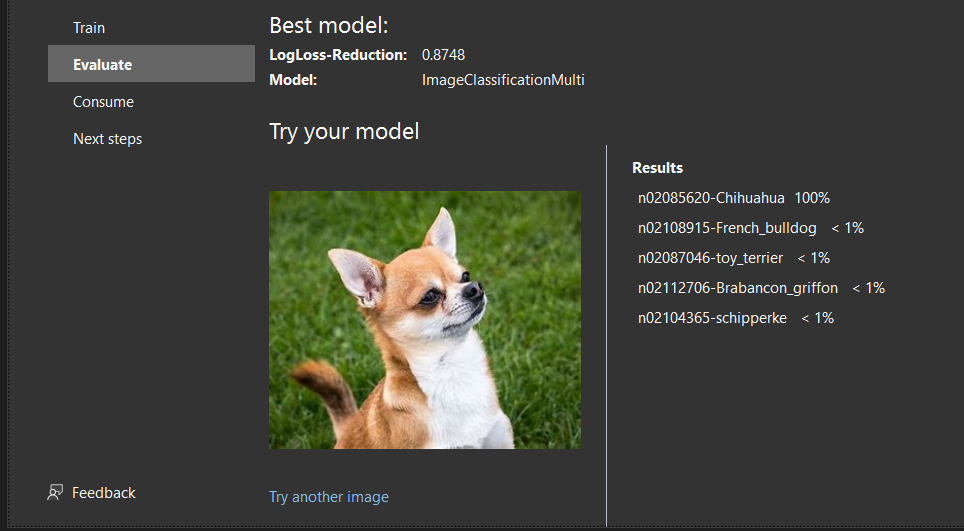 Train
Evaluate
Consume
Next steps
Feedback
Best model:
LogLoss-Reduction: 0.8748
Model: ImageClassificationMulti
Try your model
Try another image
Results
n02085620-Chihuahua 100%
n02108915-French_bulldog < 1%
n02087046-toy_terrier < 1%
n02112706-Brabancon_griffon < 1%
n02104365-schipperke < 1%